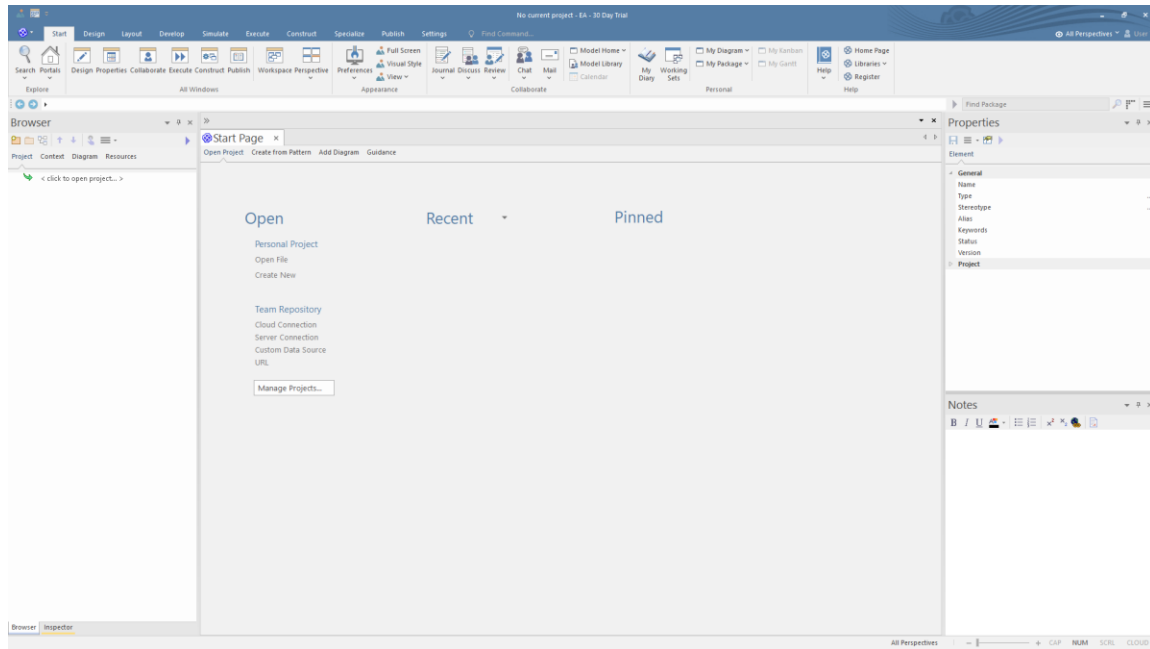 No current project - EA - 30 Day Trial
Start Design Layout Develop Simulate Execute Construct Specialize Publish Settings Find Command... All Perspectives User
Search Portals Design Properties Collaborate Execute Construct Publish Workspace Perspective Preferences Full Screen Journal Discuss Review Chat Mail Model Home My Diary Working Sets My Diagram My Kanban Help Home Page
Visual Style Model Library My Package My Gantt Libraries
View Calendar Register
Explore All Windows Appearance Collaborate Personal Help
Find Package
Browser
Start Page
Properties
Project Context Diagram Resources
Open Project Create from Pattern Add Diagram Guidance
Element
< click to open project... >
General
Name
Type
Stereotype
Alias
Keywords
Status
Version
Project
Open Recent Pinned
Personal Project
Open File
Create New
Team Repository
Cloud Connection
Server Connection
Custom Data Source
URL
Manage Projects...
Notes
B I U
Browser Inspector
All Perspectives CAP NUM SCRL CLOUD